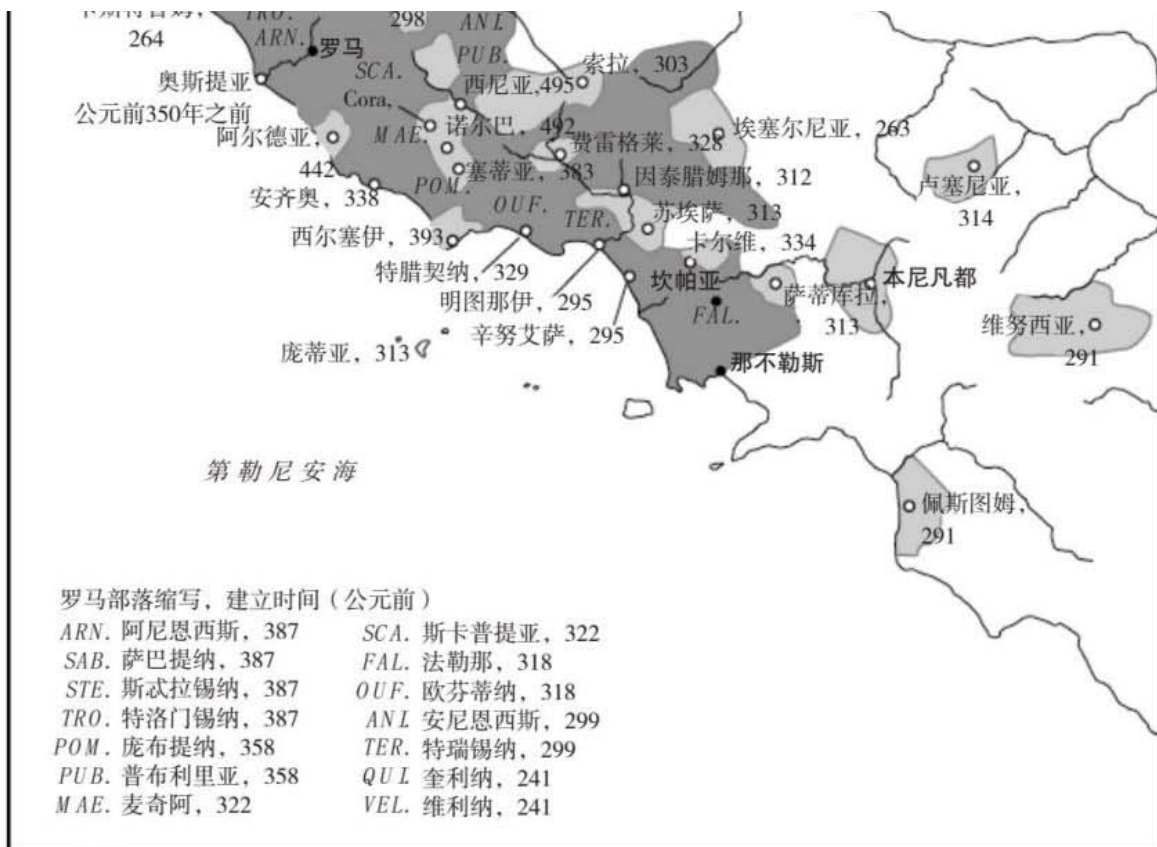 264
TRO.
298
ANI.
ARN.
罗马
PUB.
SCA.
奥斯提亚
公元前350年之前
西尼亚,495
索拉,303
Cora,
MAE.
诺尔巴,492
阿尔德亚,
442
费雷格莱,328
埃塞尔尼亚,263
塞蒂亚,383
POM.
因泰腊姆那,312
卢塞尼亚,
314
安齐奥,338
OUF.
TER.
苏埃萨,313
西尔塞伊,393
卡尔维,334
特腊契纳,329
坎帕亚
本尼凡都
明图那伊,295
萨蒂库拉,
313
FAL.
维努西亚,
291
辛努艾萨,295
庞蒂亚,313
那不勒斯
第勒尼安海
佩斯图姆,
291
罗马部落缩写,建立时间(公元前)
ARN. 阿尼恩西斯,387
SAB. 萨巴提纳,387
STE. 斯忒拉锡纳,387
TRO. 特洛门锡纳,387
POM. 庞布提纳,358
PUB. 普布利里亚,358
MAE. 麦奇阿,322
SCA. 斯卡普提亚,322
FAL. 法勒那,318
OUF. 欧芬蒂纳,318
ANI. 安尼恩西斯,299
TER. 特瑞锡纳,299
QUI. 奎利纳,241
VEL. 维利纳,241